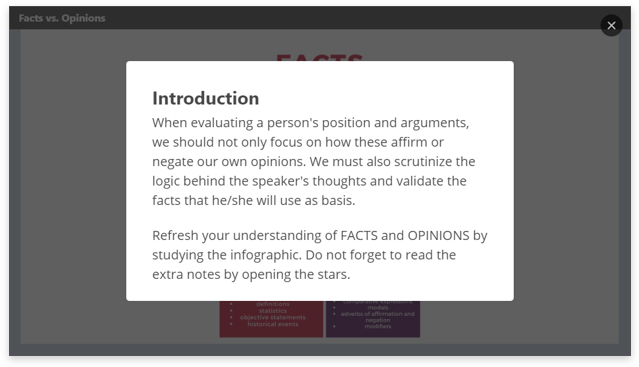 Facts vs. Opinions
FACTS
Introduction
When evaluating a person's position and arguments,
we should not only focus on how these affirm or
negate our own opinions. We must also scrutinize the
logic behind the speaker's thoughts and validate the
facts that he/she will use as basis.
Refresh your understanding of FACTS and OPINIONS by
studying the infographic. Do not forget to read the
extra notes by opening the stars.
definitions
statistics
objective statements
historical events
modals
adverbs of affirmation and
negation
modifiers